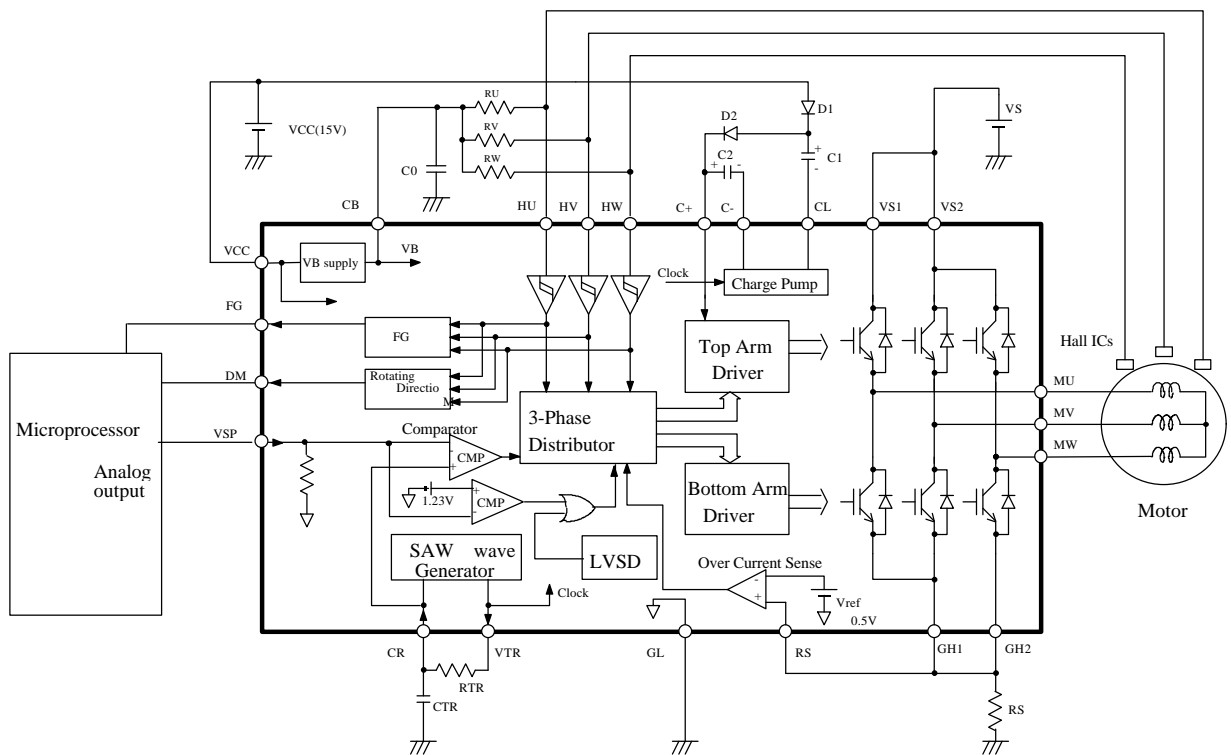 RU
D1
D2
VS
VCC(15V)
RV
+
C2
C1
RW
+
-
-
C0
CB
HU
HV
HW
C+
C-
CL
VS1
VS2
VCC
VB supply
VB
Clock
Charge Pump
FG
FG
Top Arm
Driver
Hall ICs
DM
Rotating
Directio
M
MU
3-Phase
Distributor
MV
Microprocessor
VSP
Comparator
MW
Analog
output
-
CMP
+
Bottom Arm
Driver
1.23V
+
CMP
-
Motor
SAW wave
Generator
LVSD
Over Current Sense
Clock
-
+
Vref
0.5V
CR
VTR
GL
RS
GH1
GH2
RTR
CTR
RS